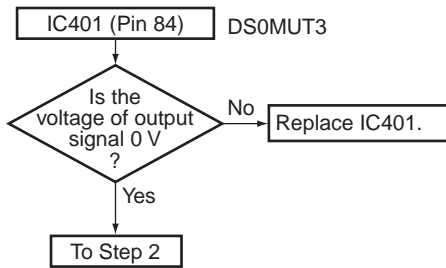 IC401 (Pin 84) DS0MUT3
Is the
voltage of output
signal 0 V
?
No
Replace IC401.
Yes
To Step 2